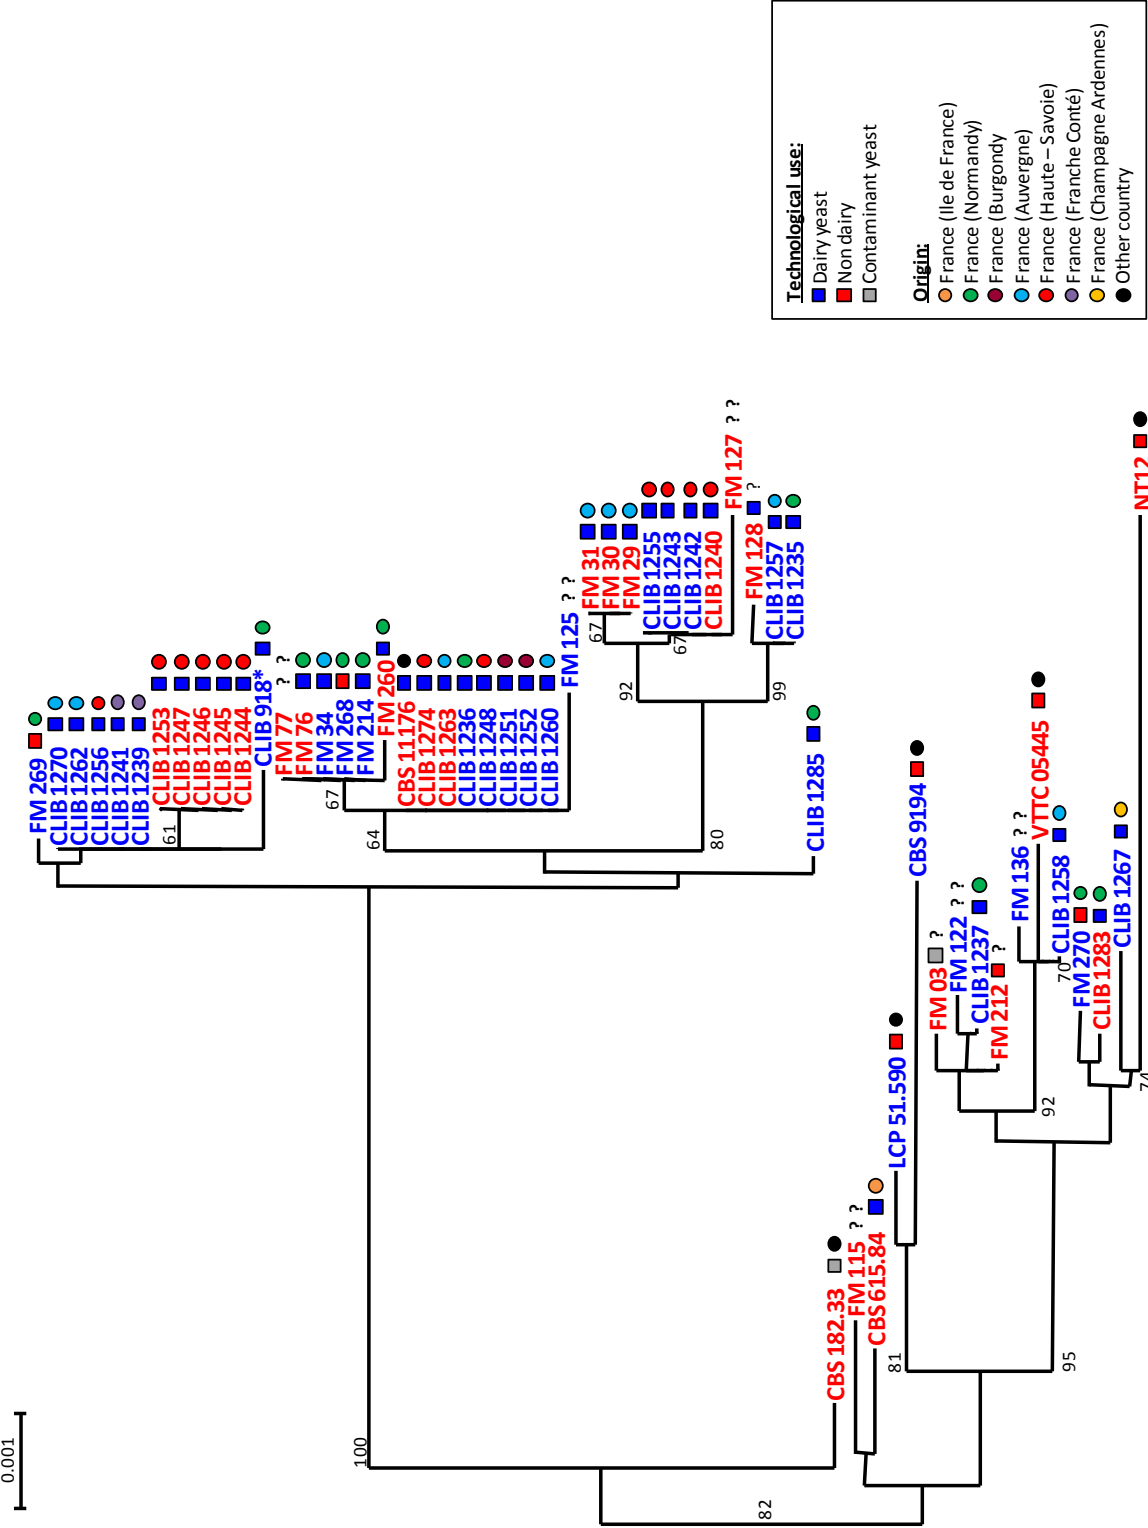 0.001
FM 269
CLIB 1270
CLIB 1262
CLIB 1256
CLIB 1241
CLIB 1239
CLIB 1253
CLIB 1247
CLIB 1246
CLIB 1245
CLIB 1244
61
CLIB 918*
FM 77 ? ?
FM 76
FM 34
FM 268
FM 214
67
FM 260
64
CBS 11176
CLIB 1274
CLIB 1263
CLIB 1236
CLIB 1248
CLIB 1251
CLIB 1252
CLIB 1260
FM 125 ? ?
FM 31
FM 30
FM 29
67
CLIB 1255
CLIB 1243
CLIB 1242
CLIB 1240
67
92
FM 127 ? ?
80
FM 128 ?
CLIB 1257
CLIB 1235
99
CLIB 1285
100
CBS 182.33
82
FM 115 ? ?
CBS 615.84
LCP 51.590
CBS 9194
81
FM 03 ?
FM 122 ? ?
CLIB 1237
FM 212 ?
FM 136 ? ?
VTTC 05445
CLIB 1258
70
92
95
FM 270
CLIB 1283
CLIB 1267
NT12
74
Technological use:
Dairy yeast
Non dairy
Contaminant yeast
Origin:
France (Ile de France)
France (Normandy)
France (Burgondy
France (Auvergne)
France (Haute – Savoie)
France (Franche Conté)
France (Champagne Ardennes)
Other country